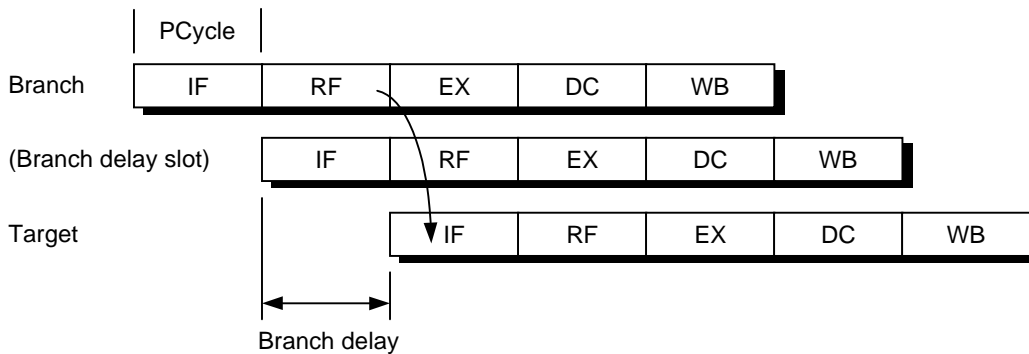 PCycle
Branch IF RF EX DC WB
(Branch delay slot) IF RF EX DC WB
Target IF RF EX DC WB
Branch delay